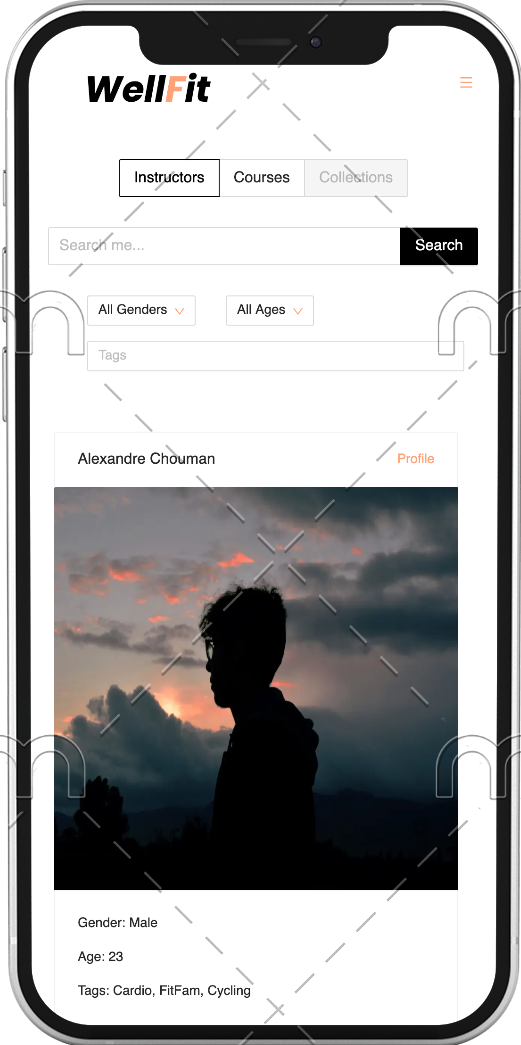 WellFit
Instructors Courses Collections
Search me... Search
All Genders All Ages
Tags
Alexandre Chouman Profile
Gender: Male
Age: 23
Tags: Cardio, FitFam, Cycling